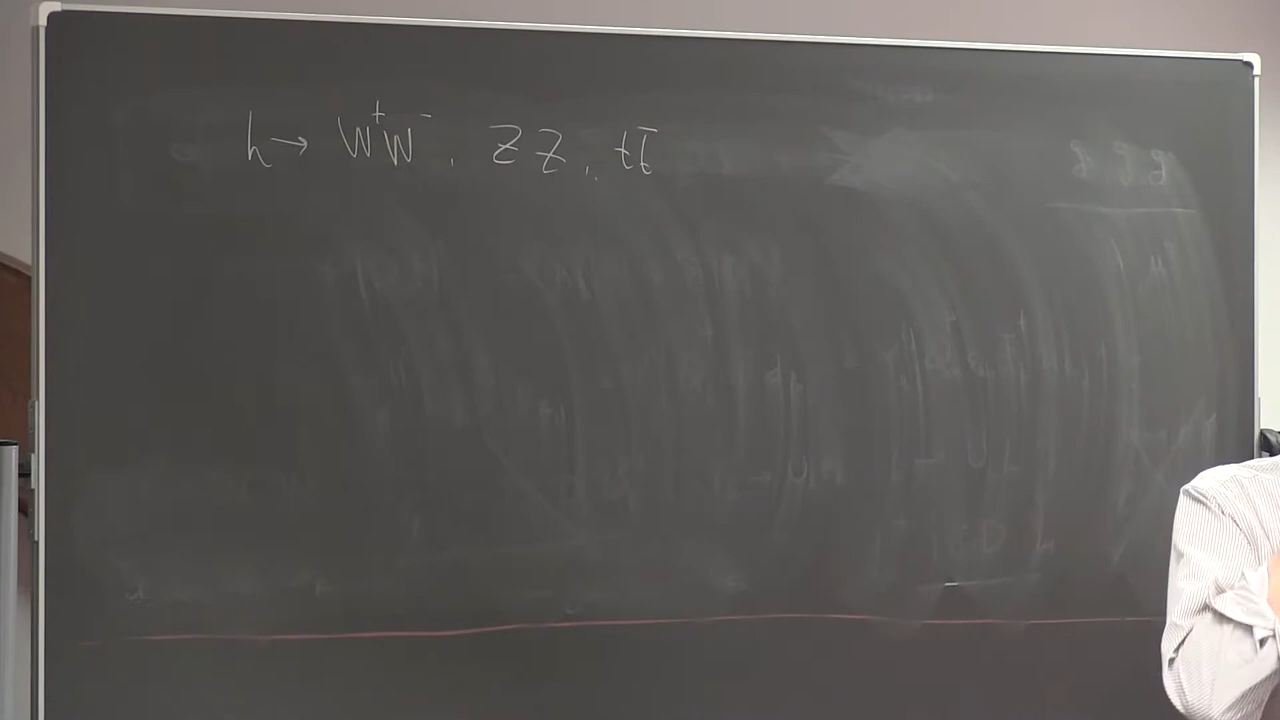 h → W⁺W⁻, ZZ, tt̄